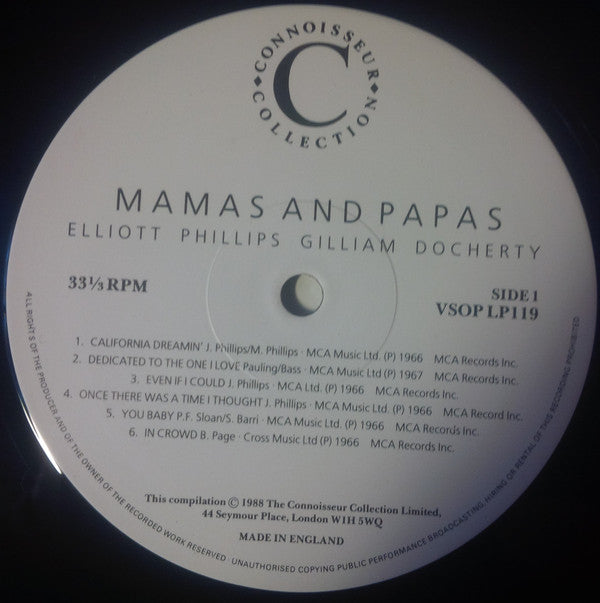 CONNOISSEUR
C
COLLECTION
MAMAS AND PAPAS
ELLIOTT PHILLIPS GILLIAM DOCHERTY
33⅓ RPM
SIDE 1
VSOP LP119
1. CALIFORNIA DREAMIN' J. Phillips/M. Phillips · MCA Music Ltd. (P) 1966 MCA Records Inc.
2. DEDICATED TO THE ONE I LOVE Pauling/Bass · MCA Music Ltd. (P) 1967 MCA Records Inc.
3. EVEN IF I COULD J. Phillips · MCA Ltd. (P) 1966 MCA Records Inc.
4. ONCE THERE WAS A TIME I THOUGHT J. Phillips · MCA Music Ltd. (P) 1966 MCA Record Inc.
5. YOU BABY P.F. Sloan/S. Barri · MCA Music Ltd. (P) 1966 MCA Records Inc.
6. IN CROWD B. Page · Cross Music Ltd (P) 1966 MCA Records Inc.
This compilation © 1988 The Connoisseur Collection Limited,
44 Seymour Place, London W1H 5WQ
MADE IN ENGLAND
ALL RIGHTS OF THE PRODUCER AND OF THE OWNER OF THE RECORDED WORK RESERVED · UNAUTHORISED COPYING PUBLIC PERFORMANCE BROADCASTING, HIRING OR RENTAL OF THIS RECORDING PROHIBITED